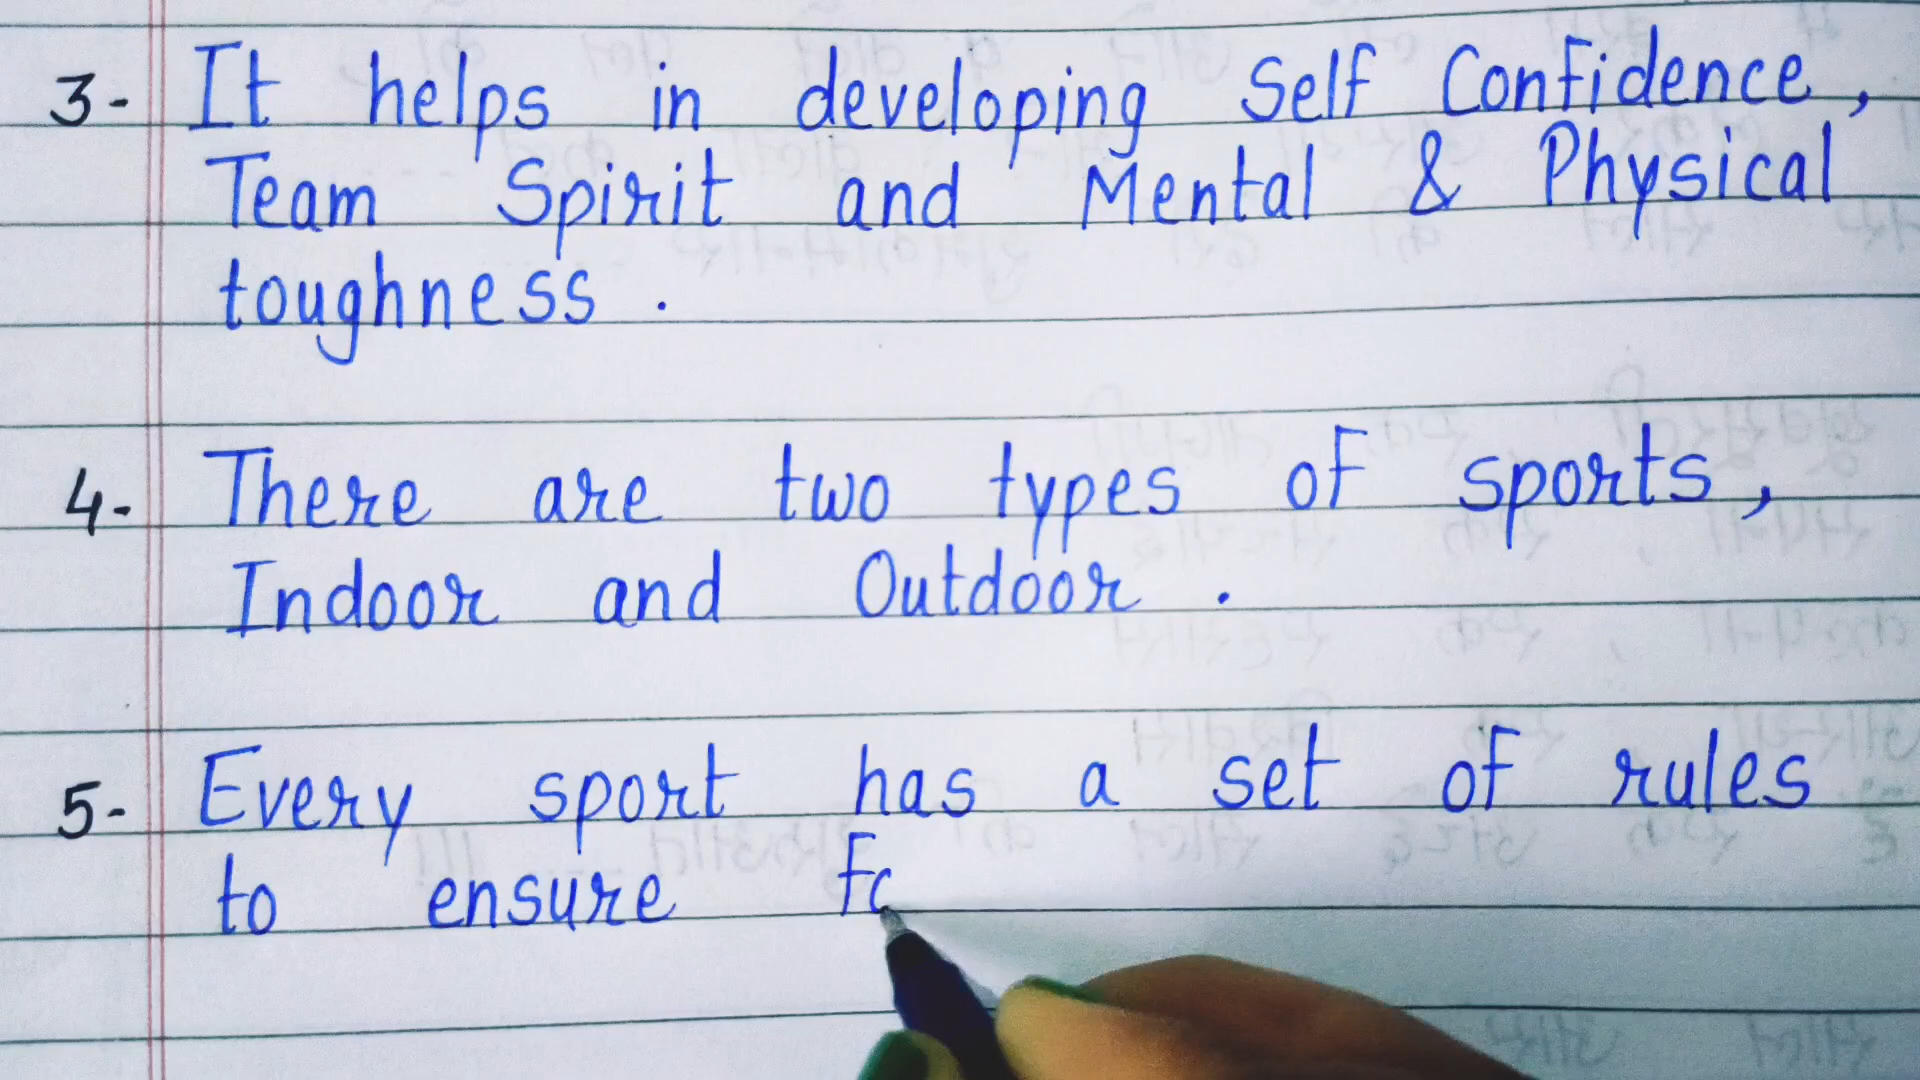 3- It helps in developing Self Confidence,
Team Spirit and Mental & Physical
toughness.
4- There are two types of sports,
Indoor and Outdoor.
5- Every sport has a set of rules
to ensure